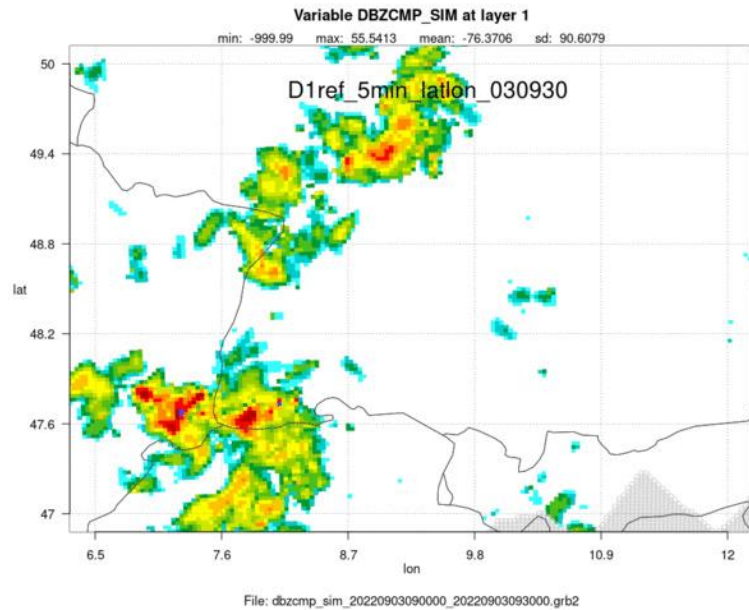 Variable DBZCMP_SIM at layer 1
min: -999.99 max: 55.5413 mean: -76.3706 sd: 90.6079
D1ref_5min_latlon_030930
50
49.4
48.8
lat
48.2
47.6
47
6.5 7.6 8.7 9.8 10.9 12
lon
File: dbzcmp_sim_20220903090000_20220903093000.grb2